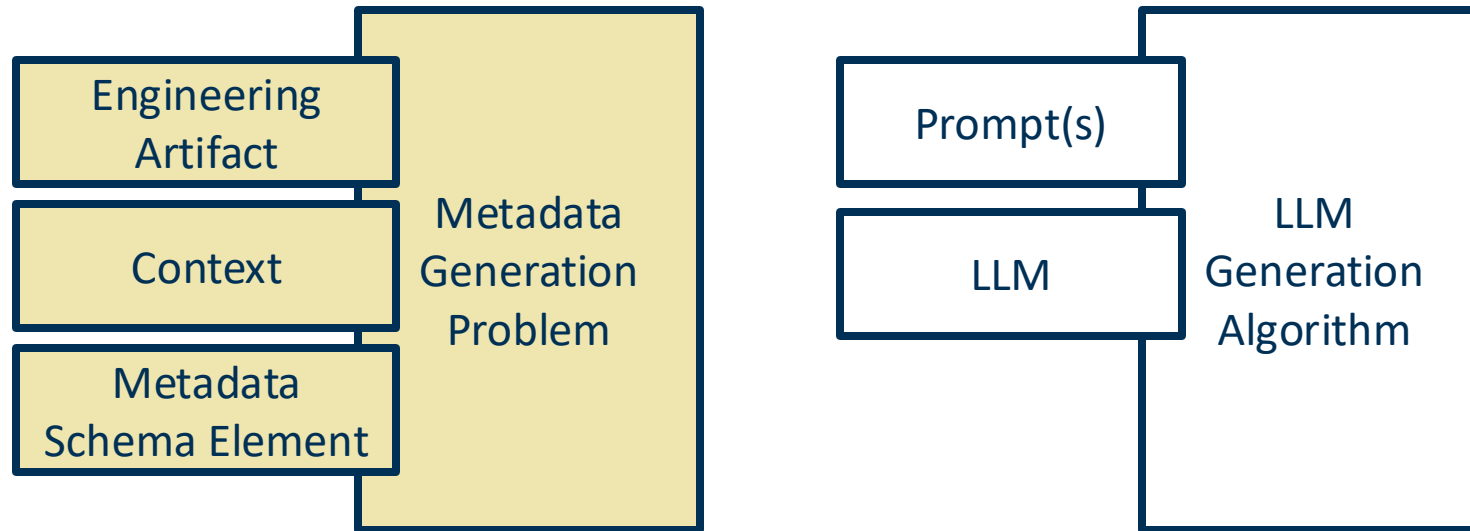 Engineering
Artifact
Context
Metadata
Schema Element
Metadata
Generation
Problem
Prompt(s)
LLM
LLM
Generation
Algorithm